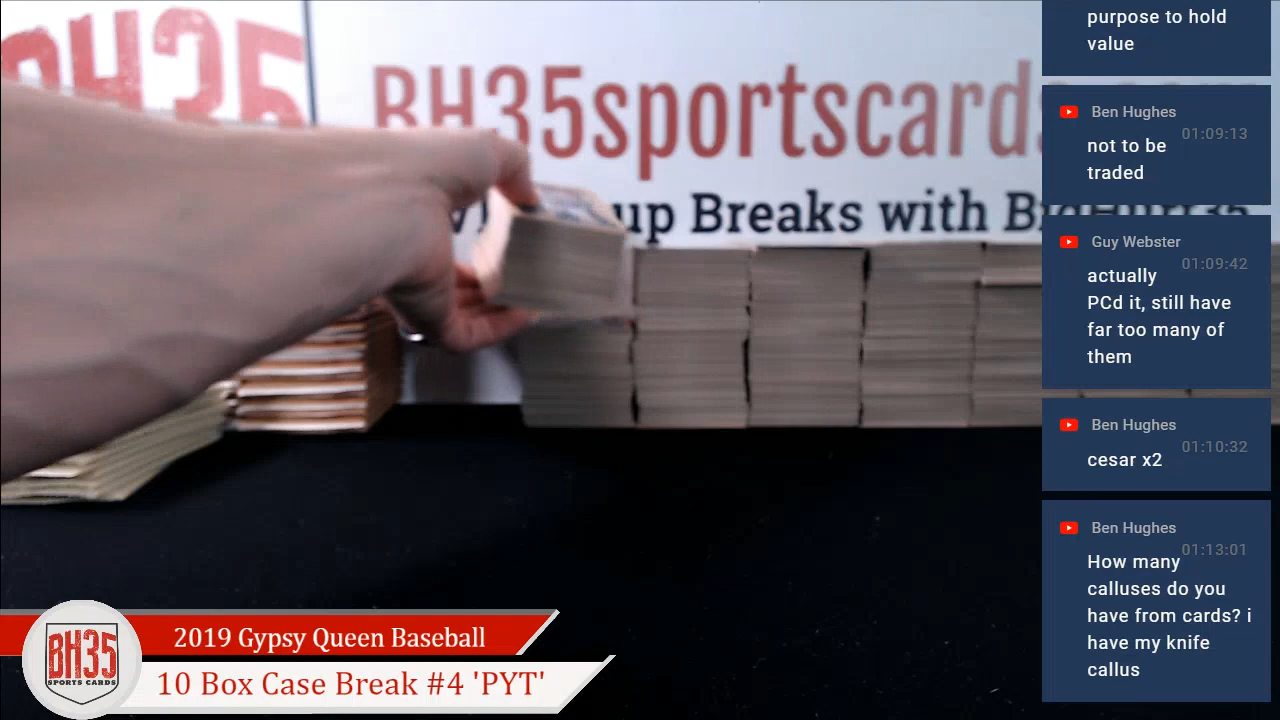 BH35
BH35sportscards
up Breaks with BigHurt35
purpose to hold
value
Ben Hughes
01:09:13
not to be
traded
Guy Webster
01:09:42
actually
PCd it, still have
far too many of
them
Ben Hughes
01:10:32
cesar x2
Ben Hughes
01:13:01
How many
calluses do you
have from cards? i
have my knife
callus
2019 Gypsy Queen Baseball
10 Box Case Break #4 'PYT'
BH35
SPORTS CARDS